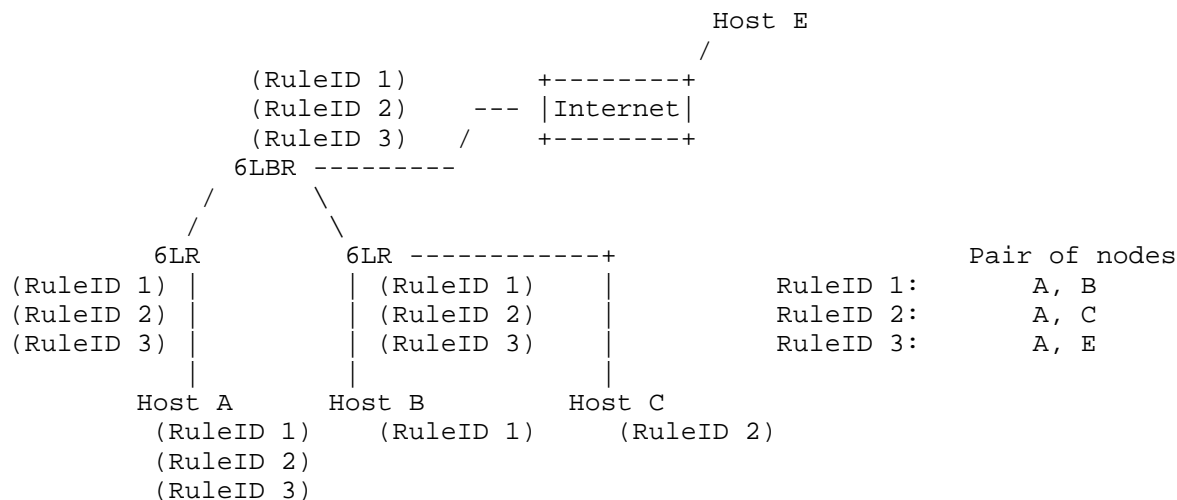 Host E
(RuleID 1)
(RuleID 2) Internet
(RuleID 3)
6LBR
6LR 6LR Pair of nodes
(RuleID 1) (RuleID 1) RuleID 1: A, B
(RuleID 2) (RuleID 2) RuleID 2: A, C
(RuleID 3) (RuleID 3) RuleID 3: A, E
Host A Host B Host C
(RuleID 1) (RuleID 1) (RuleID 2)
(RuleID 2)
(RuleID 3)